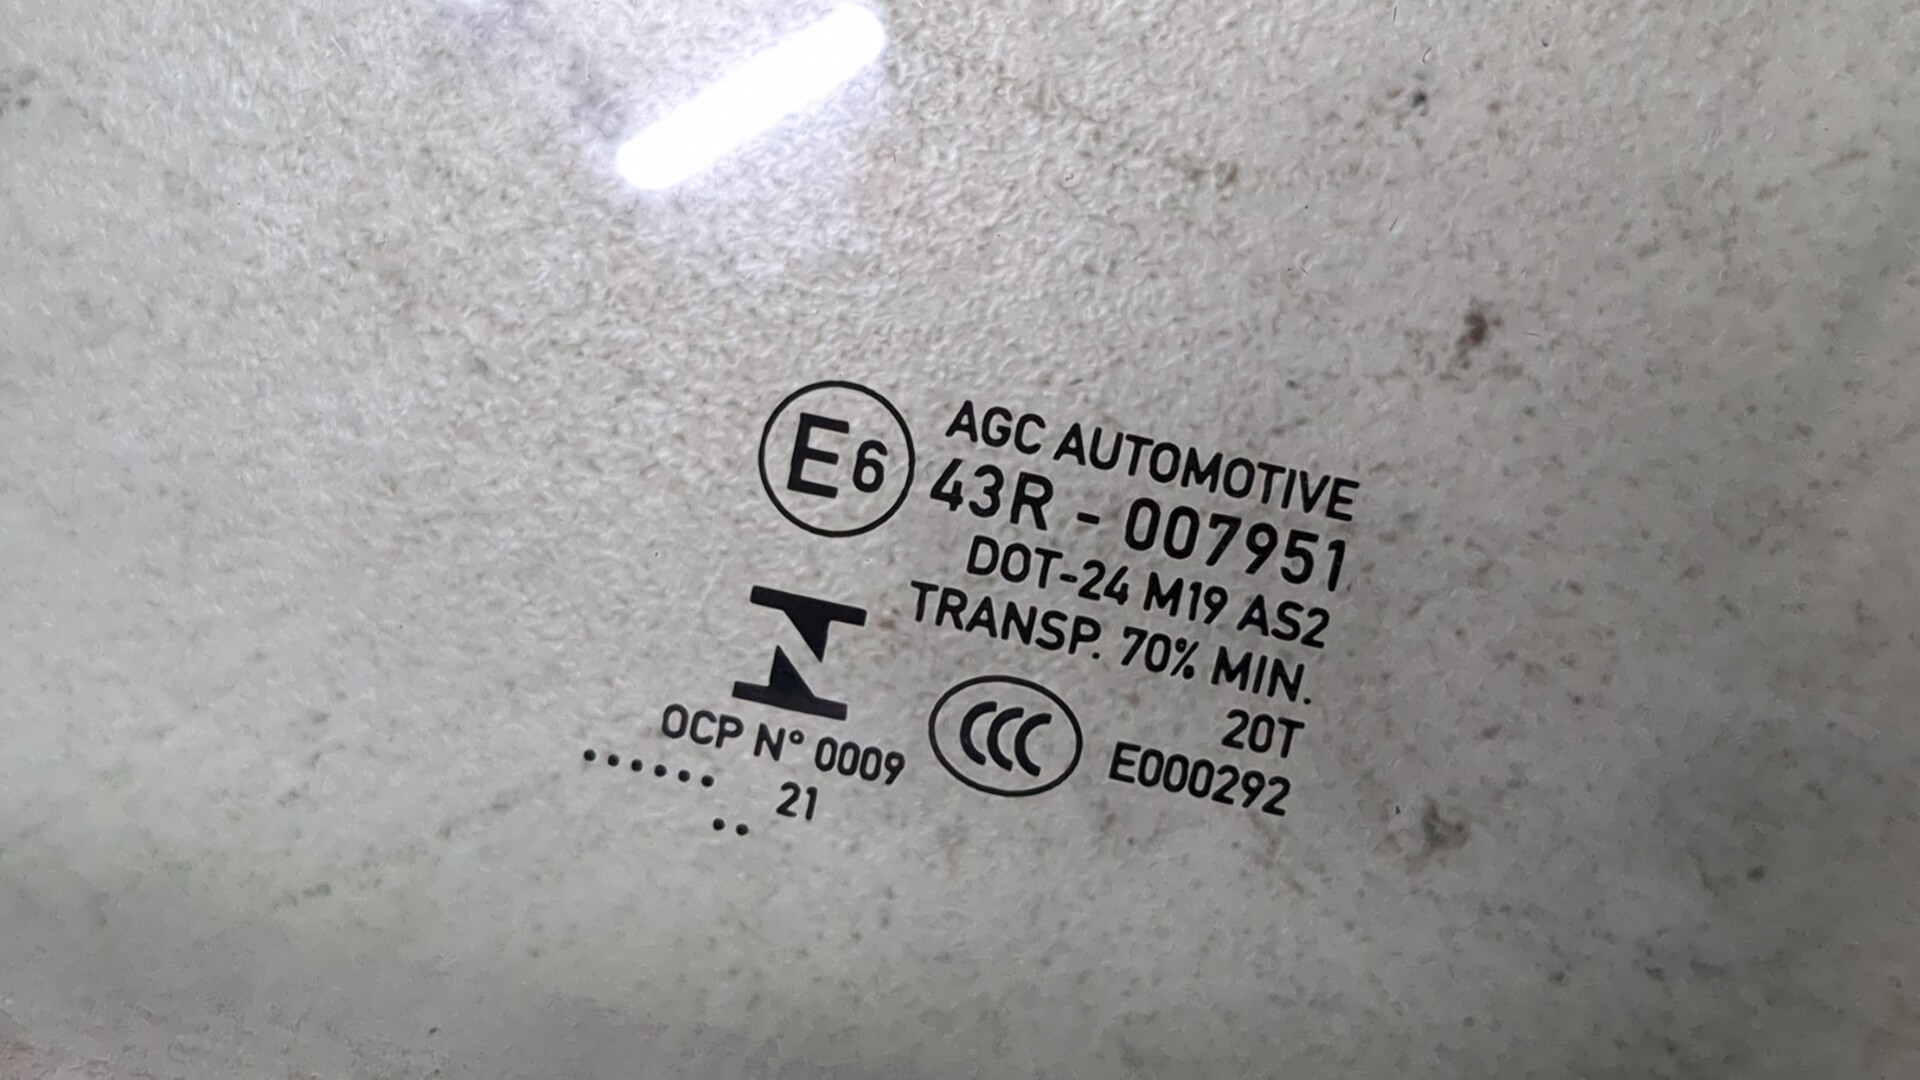 E6
AGC AUTOMOTIVE
43R - 007951
DOT-24 M19 AS2
TRANSP. 70% MIN.
20T
OCP N° 0009
CCC
E000292
...... 21
..